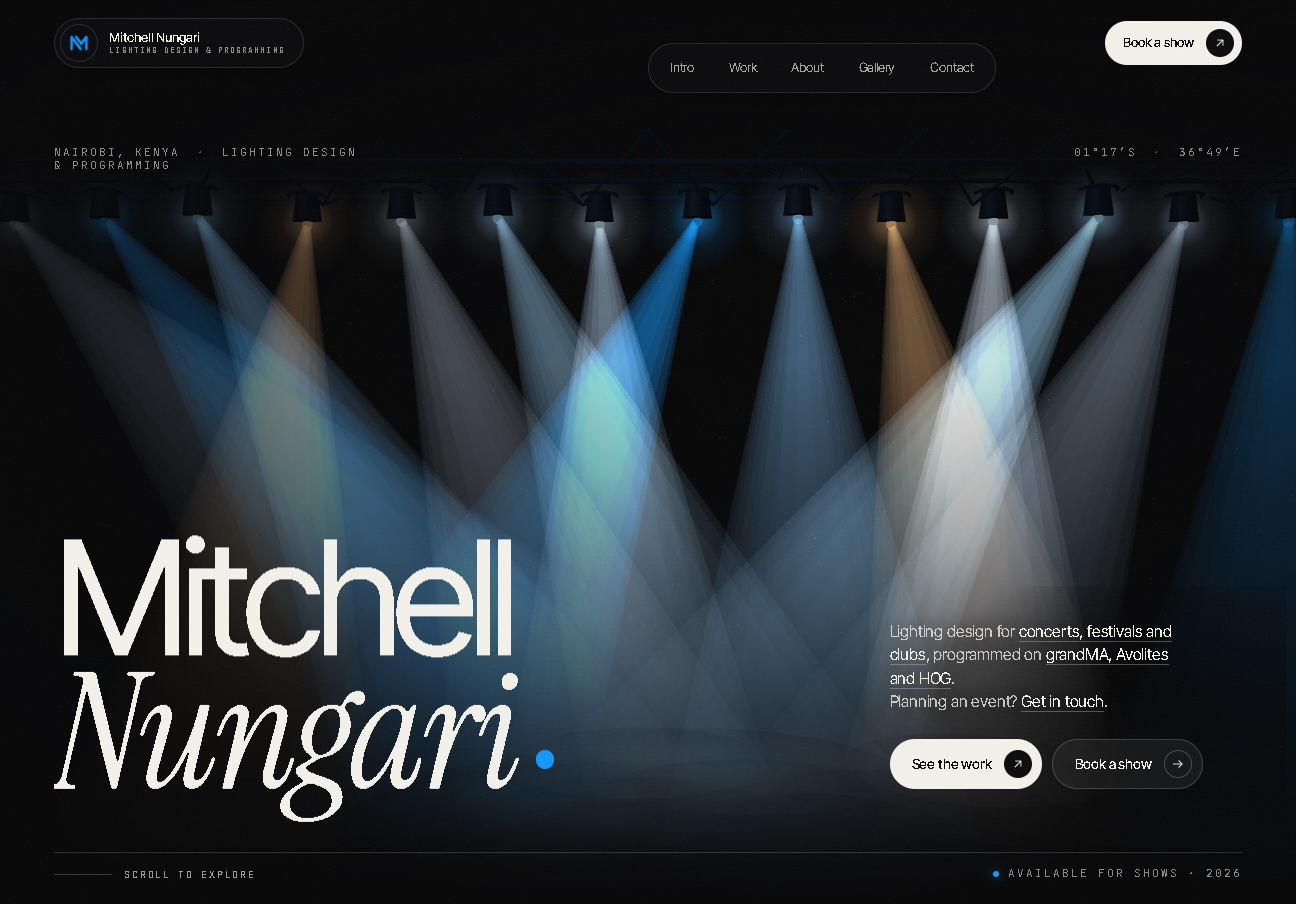 Mitchell Nungari
LIGHTING DESIGN & PROGRAMMING
Intro
Work
About
Gallery
Contact
Book a show
NAIROBI, KENYA · LIGHTING DESIGN
& PROGRAMMING
01°17′S · 36°49′E
Mitchell
Nungari.
Lighting design for concerts, festivals and
clubs, programmed on grandMA, Avolites
and HOG.
Planning an event? Get in touch.
See the work
Book a show
SCROLL TO EXPLORE
AVAILABLE FOR SHOWS · 2026